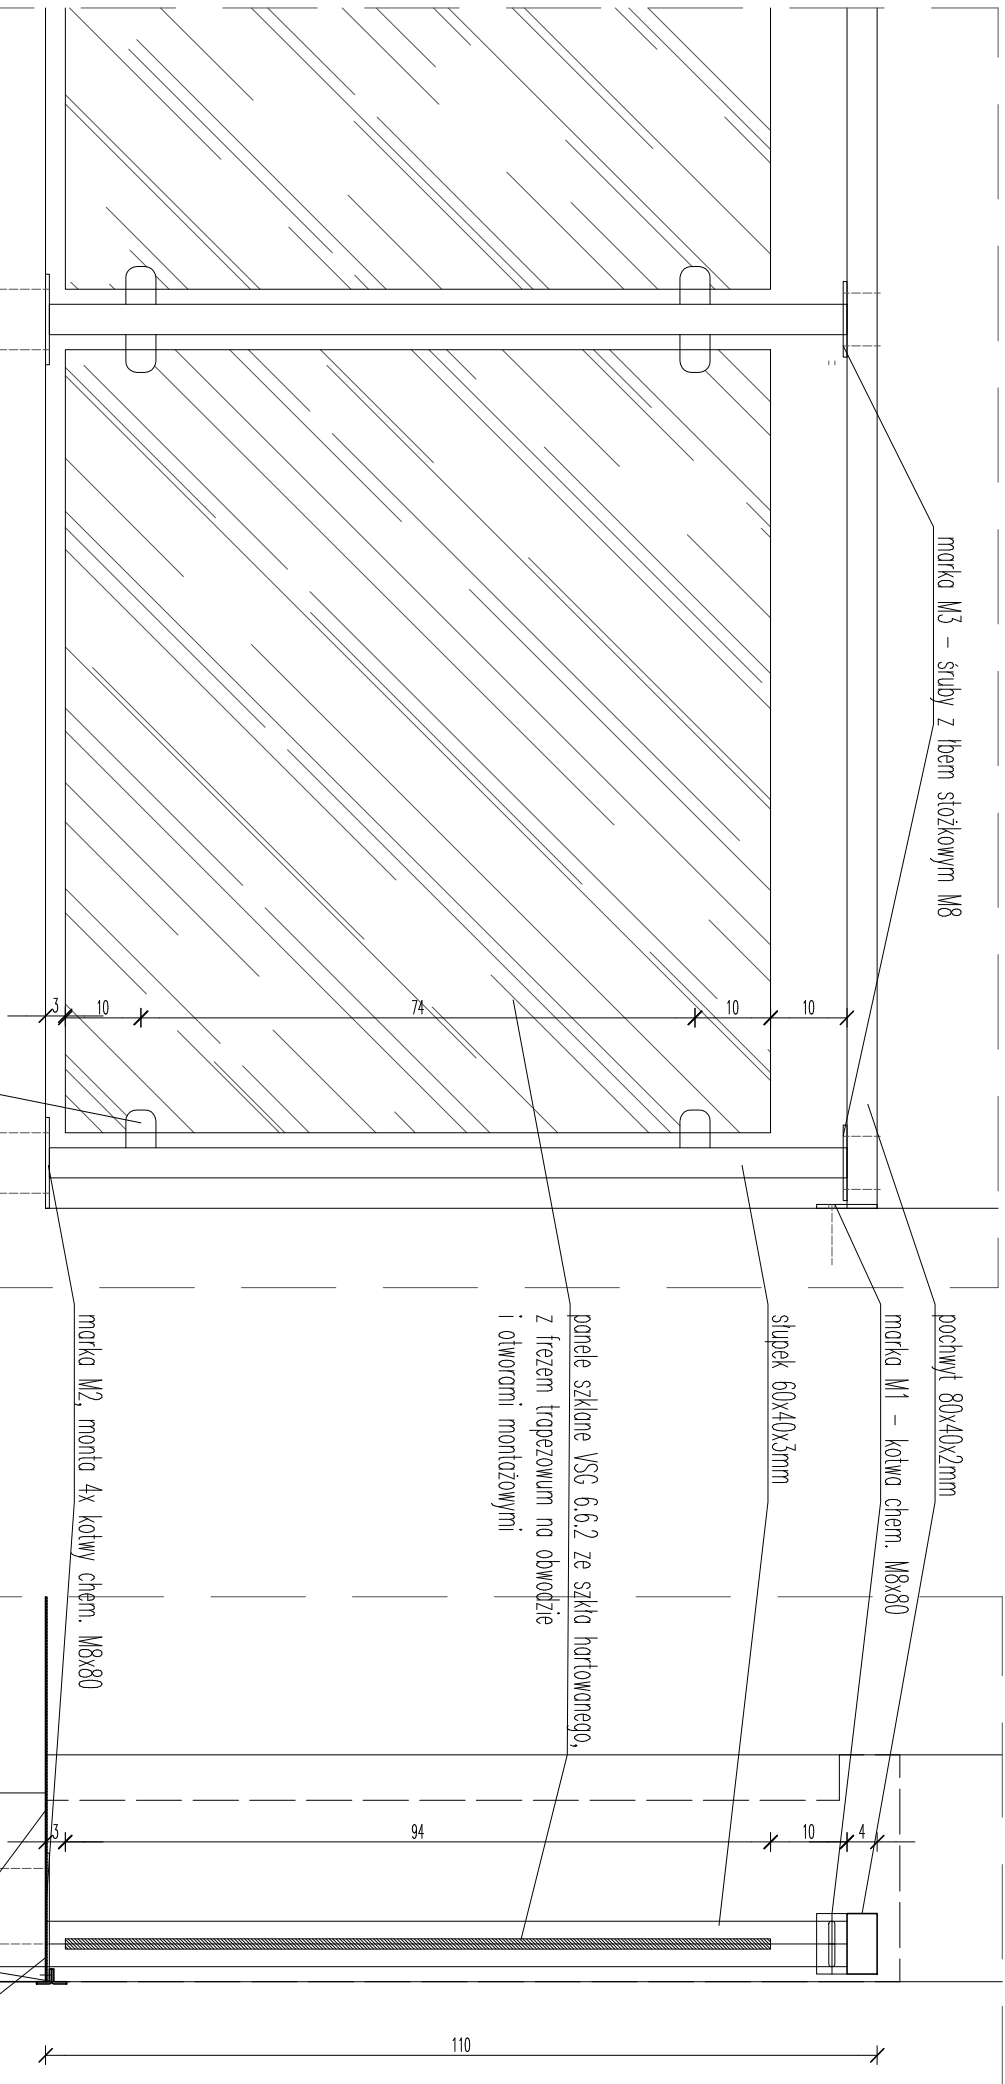 marka M3 - śruby z łbem stożkowym M8
3
10
74
10
10
pochwyt 80x40x2mm
marka M1 - kotwa chem. M8x80
słupek 60x40x3mm
panele szklane VSG 6.6.2 ze szkła hartowanego,
z frezem trapezowum na obwodzie
i otworami montażowymi
marka M2, monta 4x kotwy chem. M8x80
3
94
10
4
110